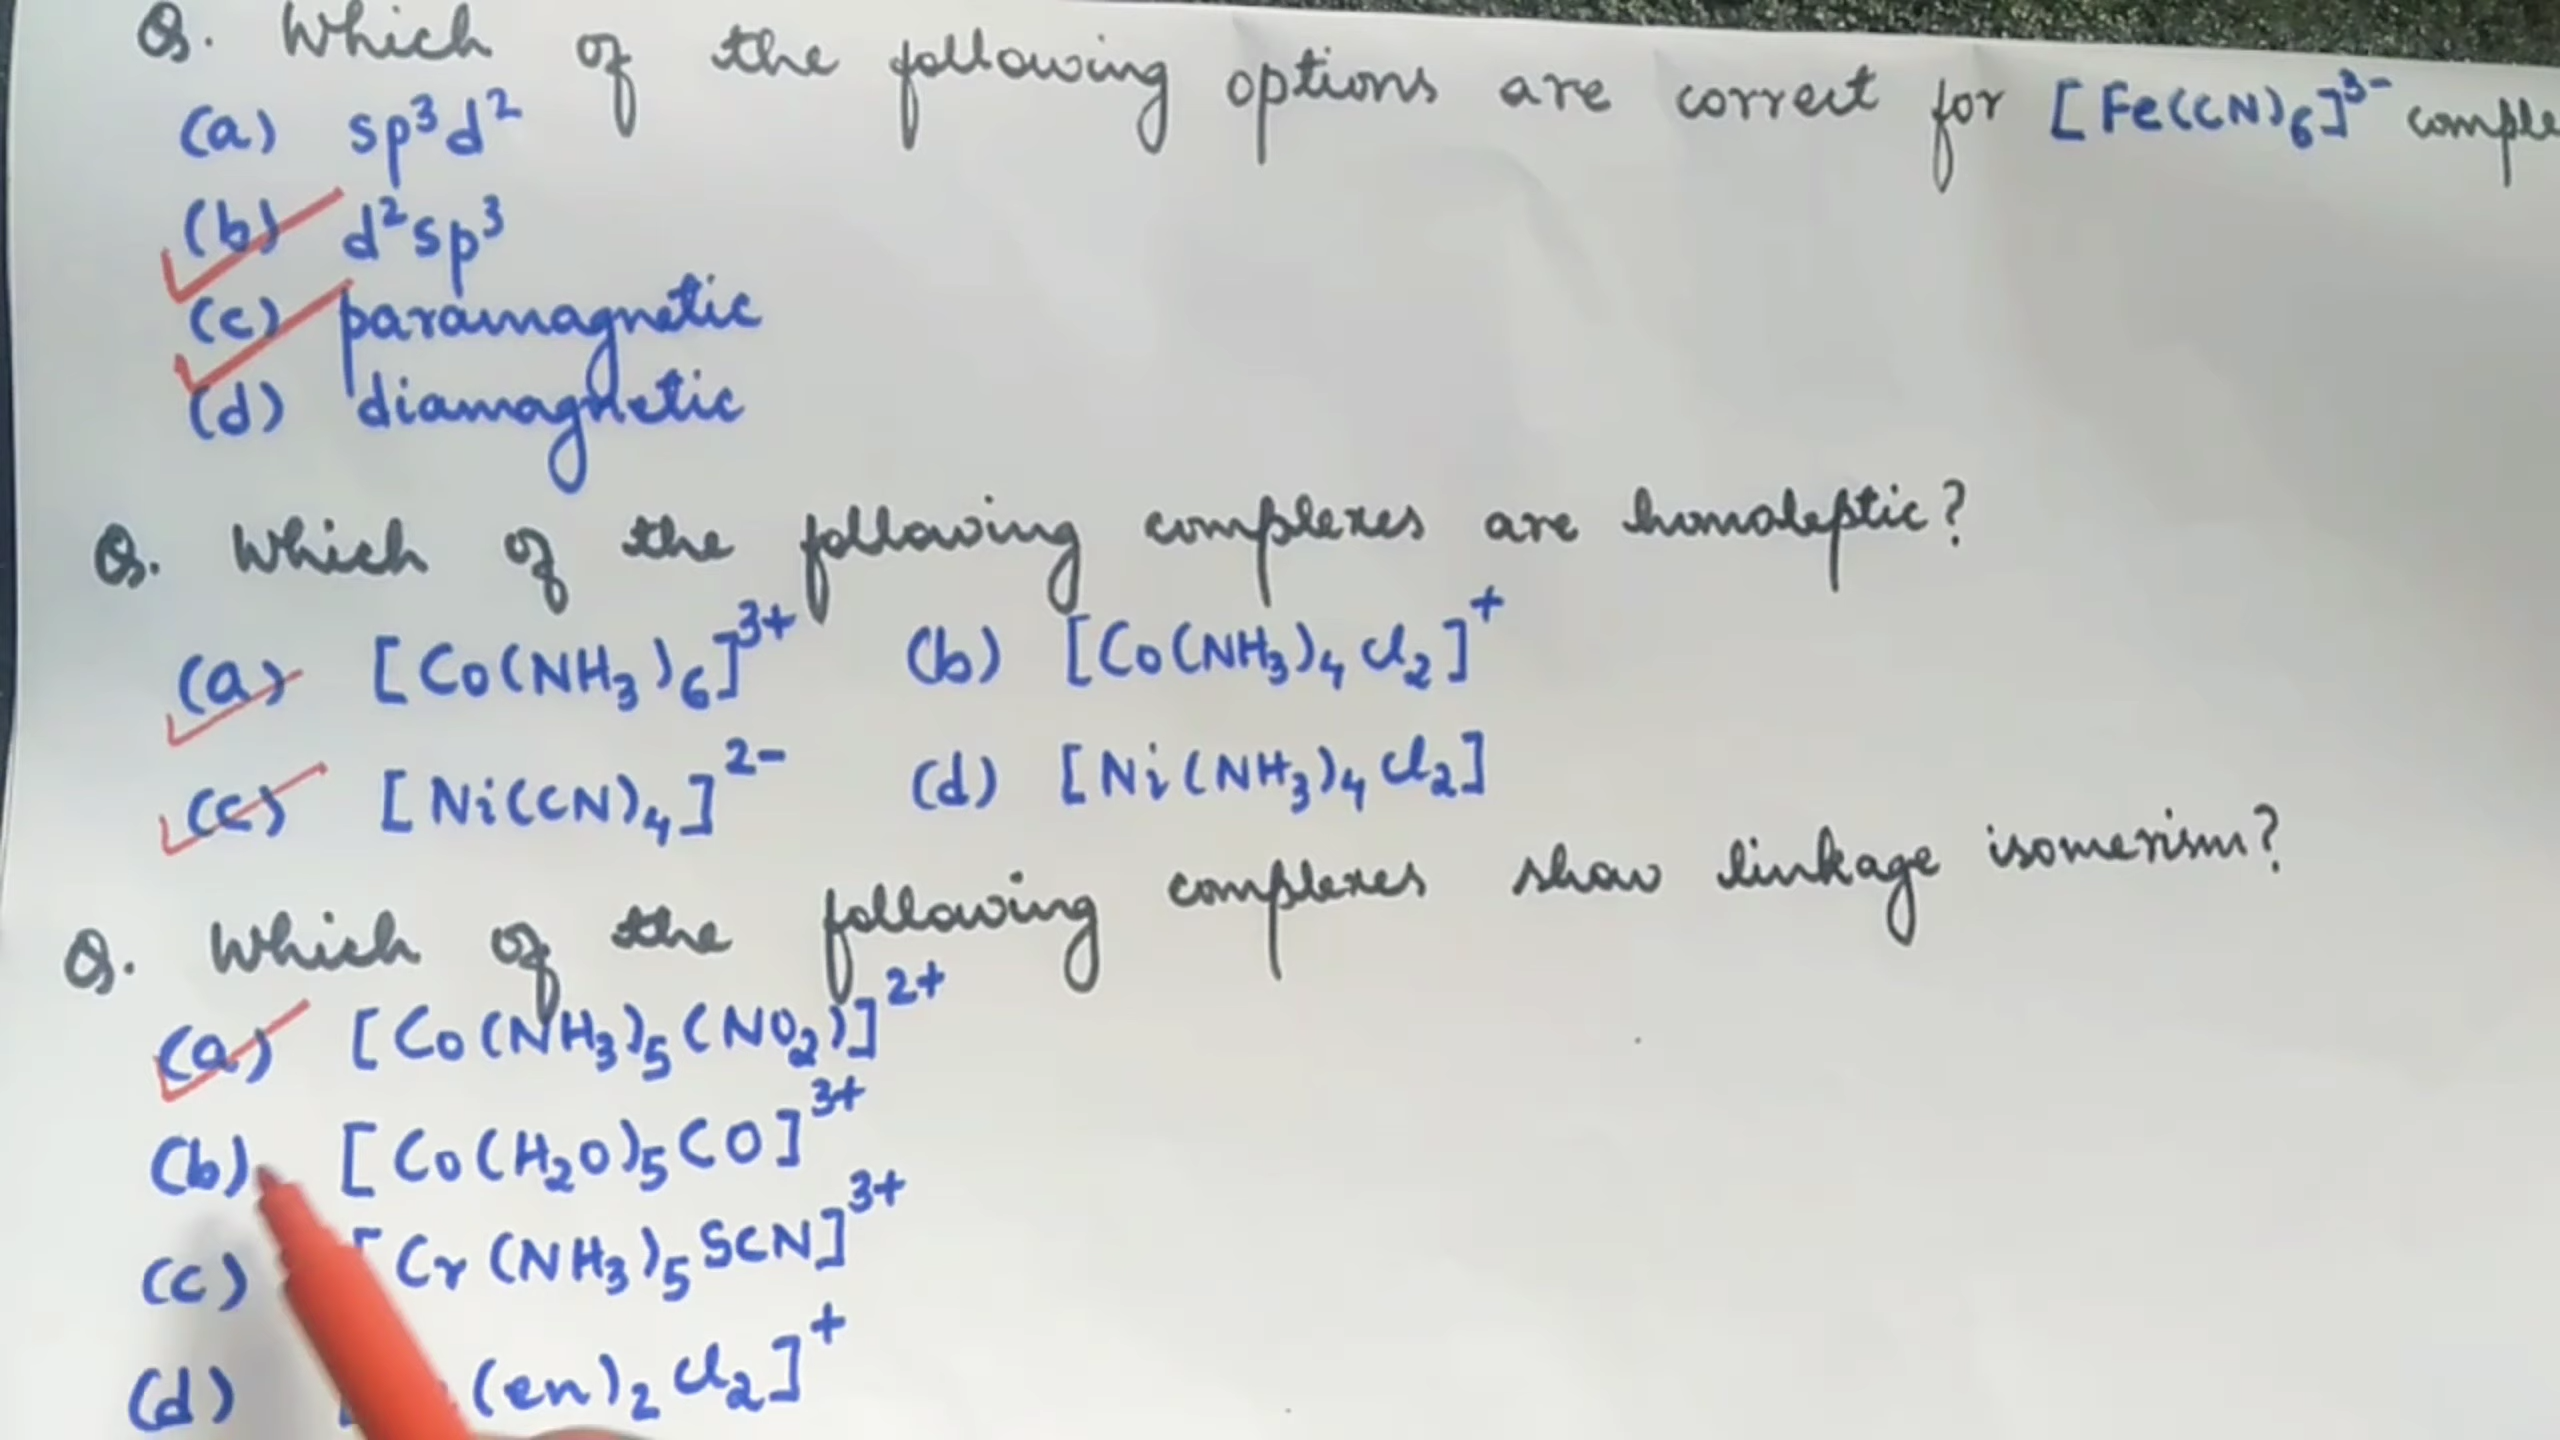 Q. Which of the following options are correct for [Fe(CN)₆]³⁻
(a) sp³d²
(b) d²sp³
(c) paramagnetic
(d) diamagnetic
Q. Which of the following complexes are homoleptic?
(a) [Co(NH₃)₆]³⁺ (b) [Co(NH₃)₄Cl₂]⁺
(c) [Ni(CN)₄]²⁻ (d) [Ni(NH₃)₄Cl₂]
Q. Which of the following complexes show linkage isomerism?
(a) [Co(NH₃)₅(NO₂)]²⁺
(b) [Co(H₂O)₅CO]³⁺
(c) [Cr(NH₃)₅SCN]³⁺
(d) (en)₂Cl₂]⁺